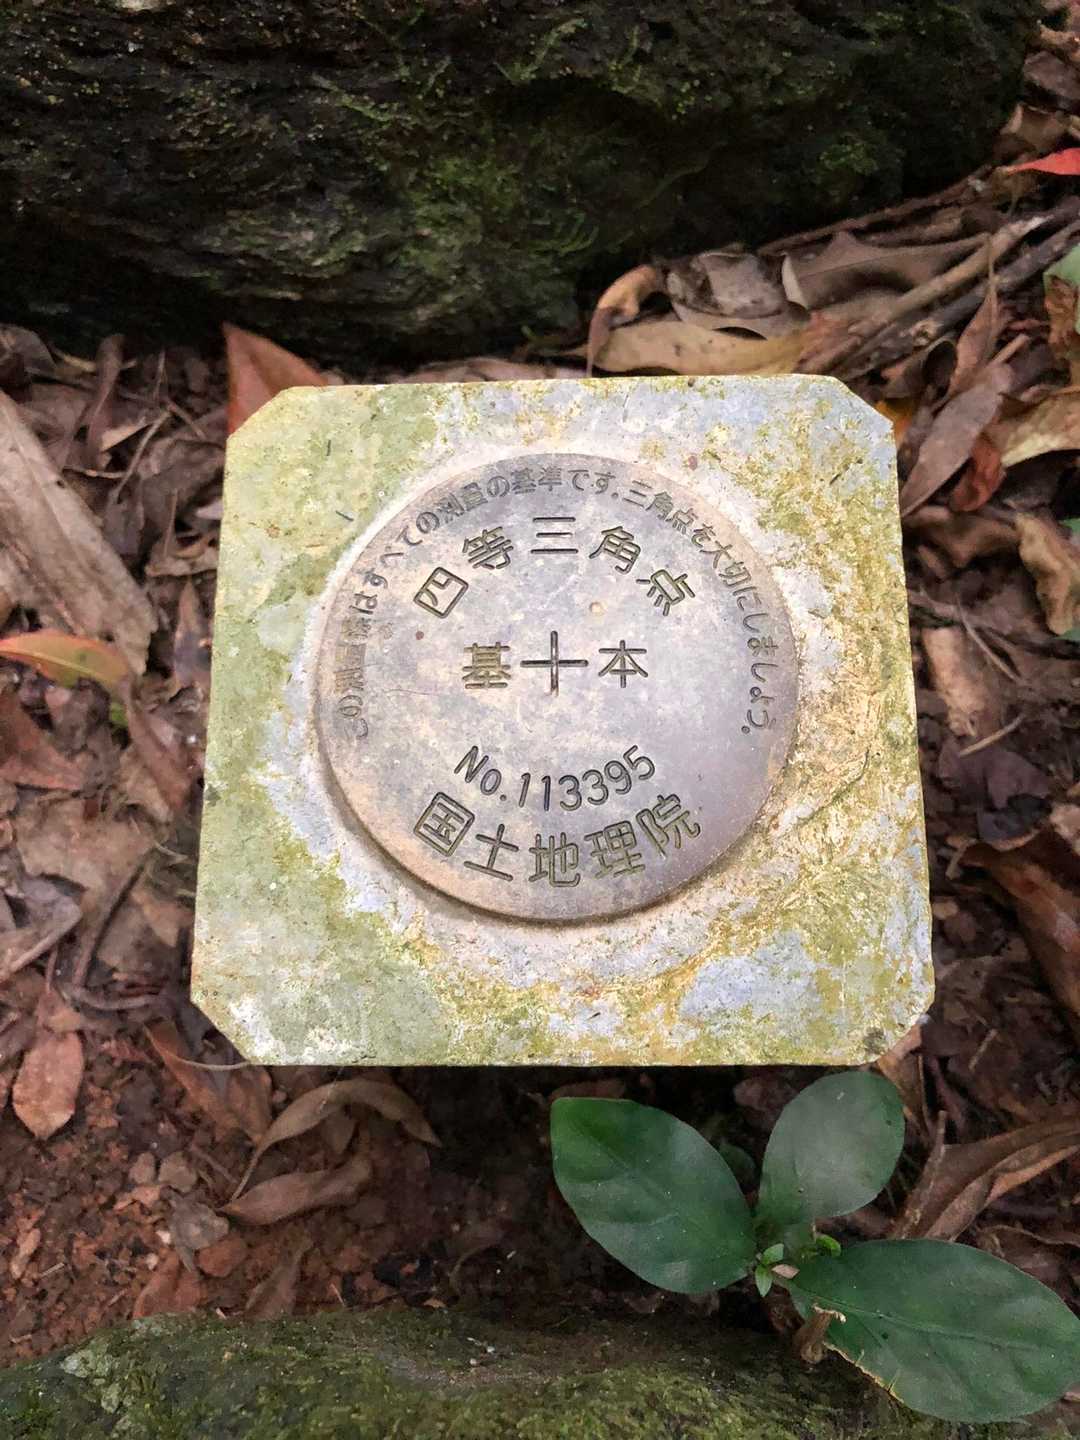 この測量標はすべての測量の基準です.三角点を大切にしましょう.
四等三角点
基本
No.113395
国土地理院